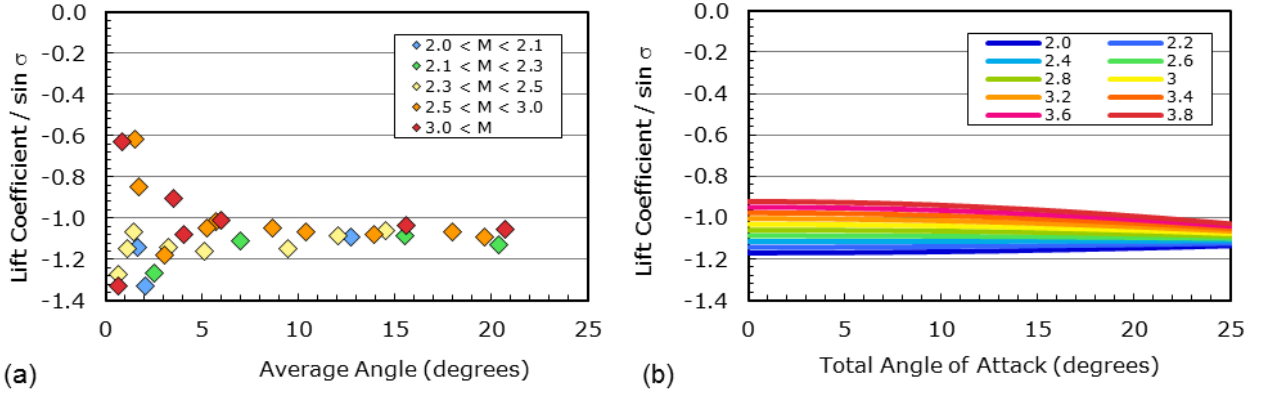 0.0
-0.2
-0.4
-0.6
-0.8
-1.0
-1.2
-1.4
Lift Coefficient / sin σ
2.0 < M < 2.1
2.1 < M < 2.3
2.3 < M < 2.5
2.5 < M < 3.0
3.0 < M
0 5 10 15 20 25
Average Angle (degrees)
(a)
0.0
-0.2
-0.4
-0.6
-0.8
-1.0
-1.2
-1.4
Lift Coefficient / sin σ
2.0 2.2
2.4 2.6
2.8 3
3.2 3.4
3.6 3.8
0 5 10 15 20 25
Total Angle of Attack (degrees)
(b)